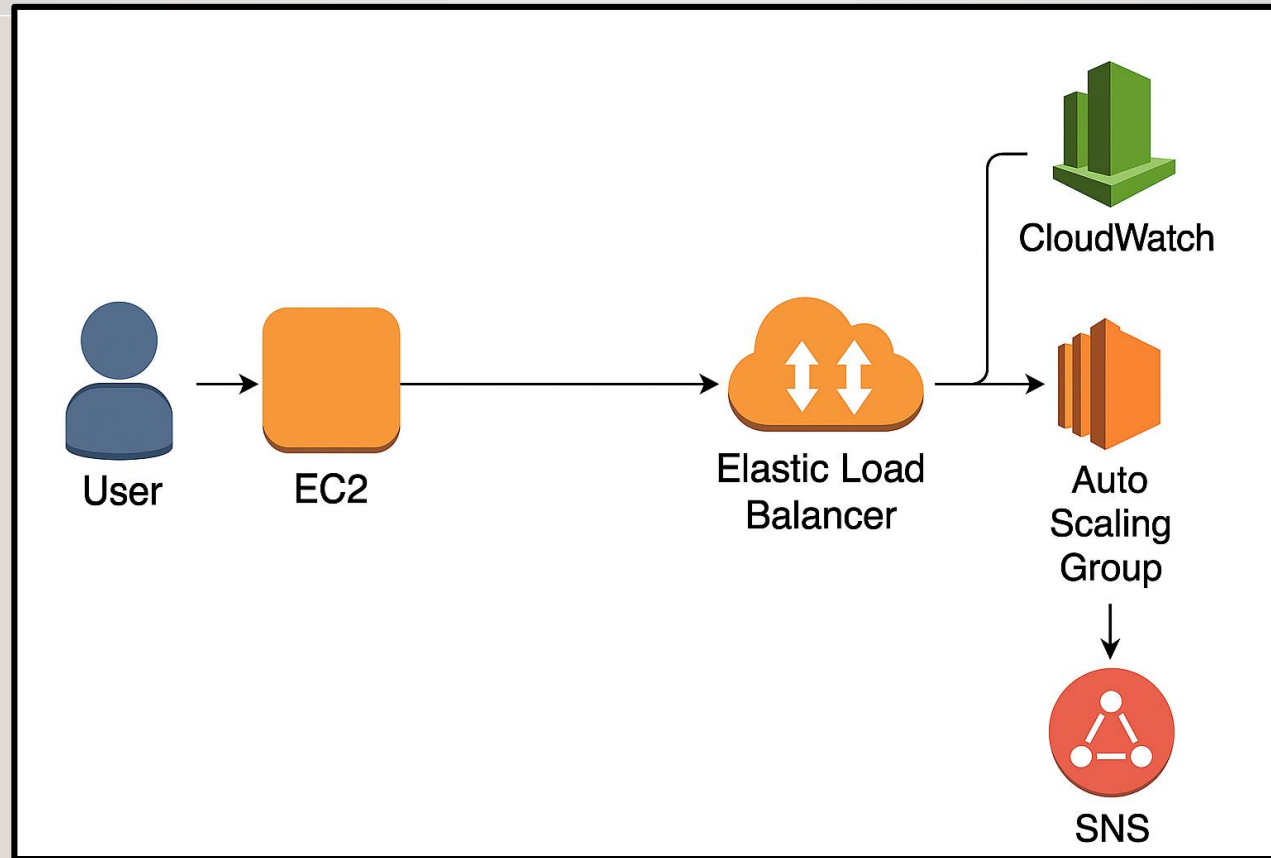 CloudWatch
User
EC2
Elastic Load
Balancer
Auto
Scaling
Group
SNS